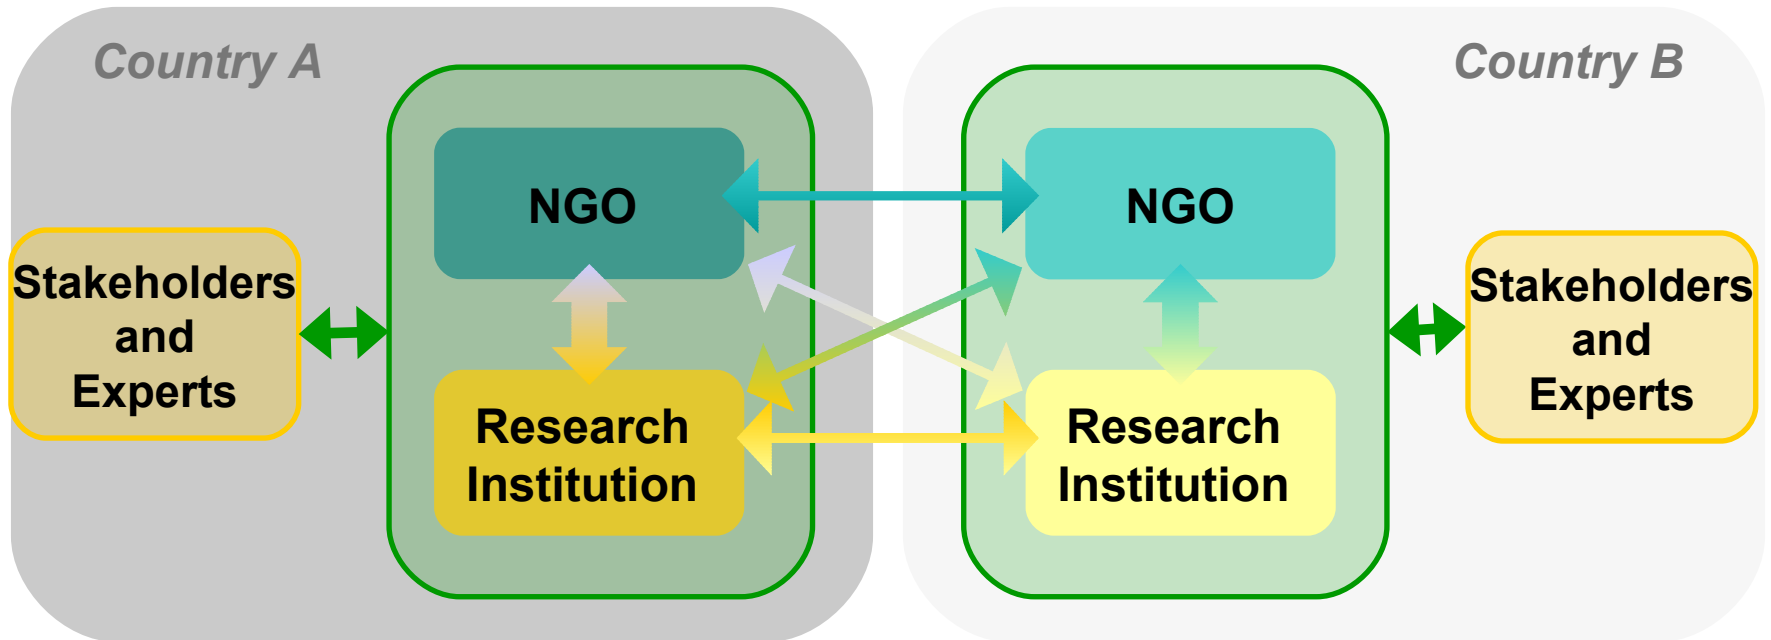 Country A
Country B
NGO
NGO
Stakeholders
and
Experts
Research
Institution
Research
Institution
Stakeholders
and
Experts